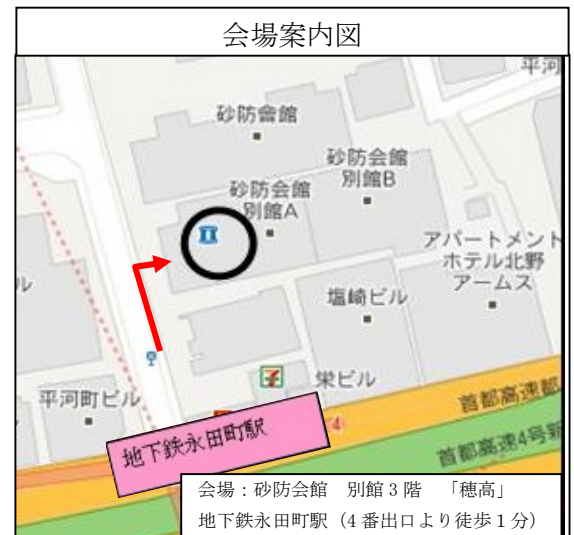 会場案内図
平河
砂防會館
砂防会館
別館B
砂防会館
別館A
アパートメント
ホテル北野
アームス
ル
塩崎ビル
栄ビル
平河町ビル
首都高速都
4
地下鉄永田町駅
首都高速4号新
会場：砂防会館　別館3階　「穂高」
地下鉄永田町駅（4番出口より徒歩1分）